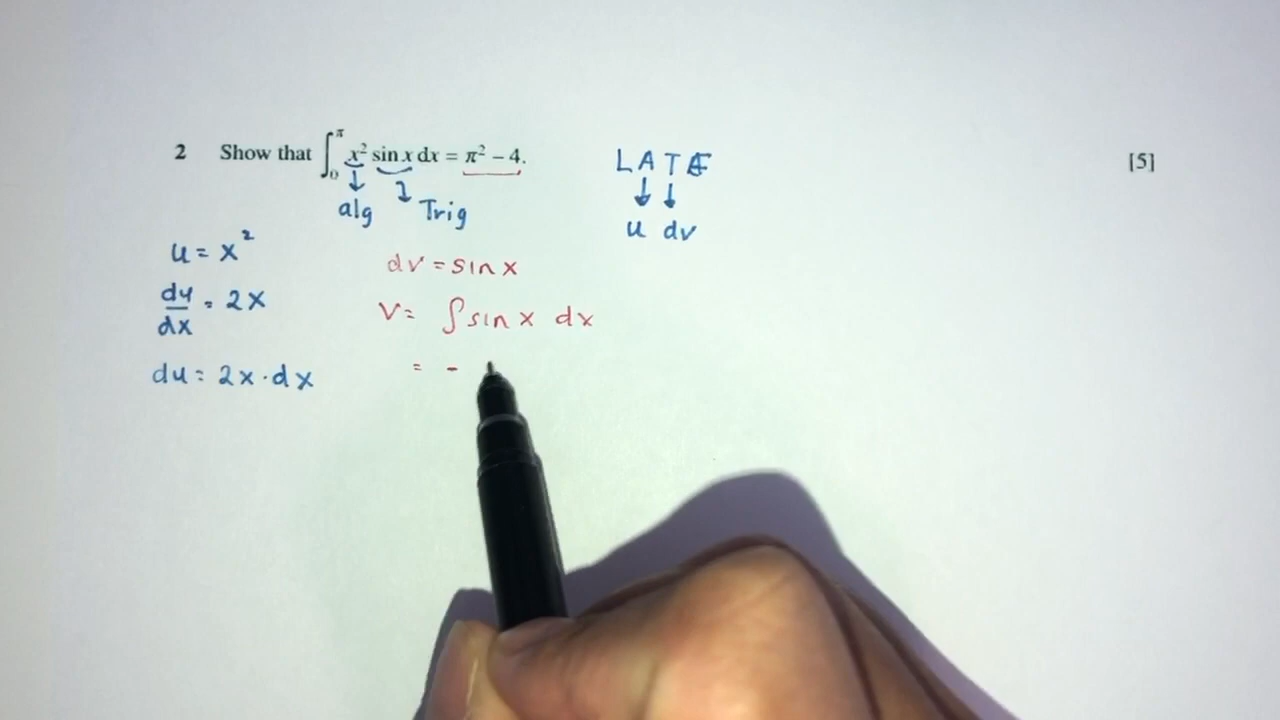 2 Show that ∫₀^π x² sin x dx = π² − 4. [5]
LATE
alg Trig
u dv
u = x²
dv = sin x
du/dx = 2x
v = ∫ sin x dx
du = 2x · dx
= -